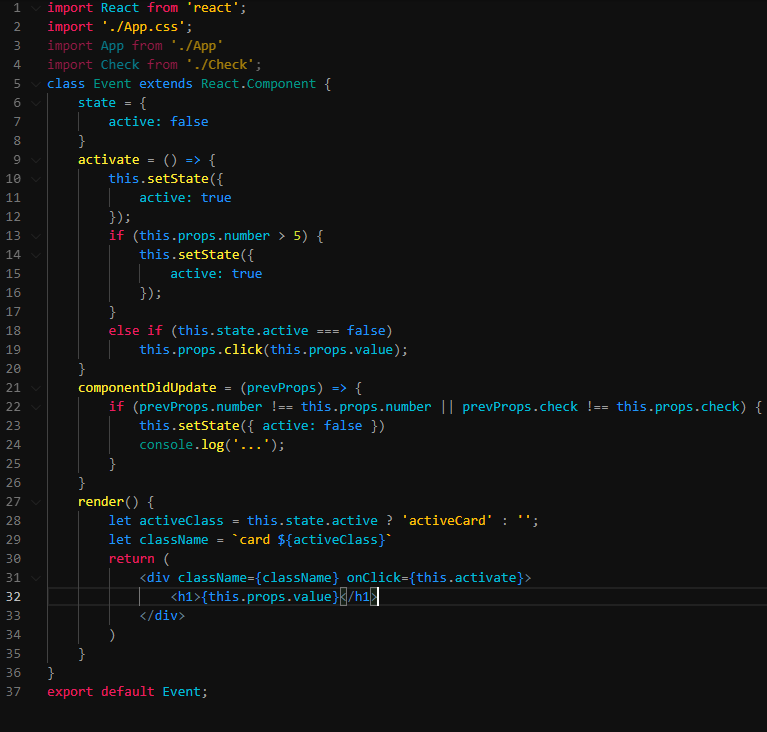 1 import React from 'react';
2 import './App.css';
3 import App from './App'
4 import Check from './Check';
5 class Event extends React.Component {
6     state = {
7         active: false
8     }
9     activate = () => {
10         this.setState({
11             active: true
12         });
13         if (this.props.number > 5) {
14             this.setState({
15                 active: true
16             });
17         }
18         else if (this.state.active === false)
19             this.props.click(this.props.value);
20     }
21     componentDidUpdate = (prevProps) => {
22         if (prevProps.number !== this.props.number || prevProps.check !== this.props.check) {
23             this.setState({ active: false })
24             console.log('...');
25         }
26     }
27     render() {
28         let activeClass = this.state.active ? 'activeCard' : '';
29         let className = `card ${activeClass}`
30         return (
31             <div className={className} onClick={this.activate}>
32                 <h1>{this.props.value}</h1>
33             </div>
34         )
35     }
36 }
37 export default Event;